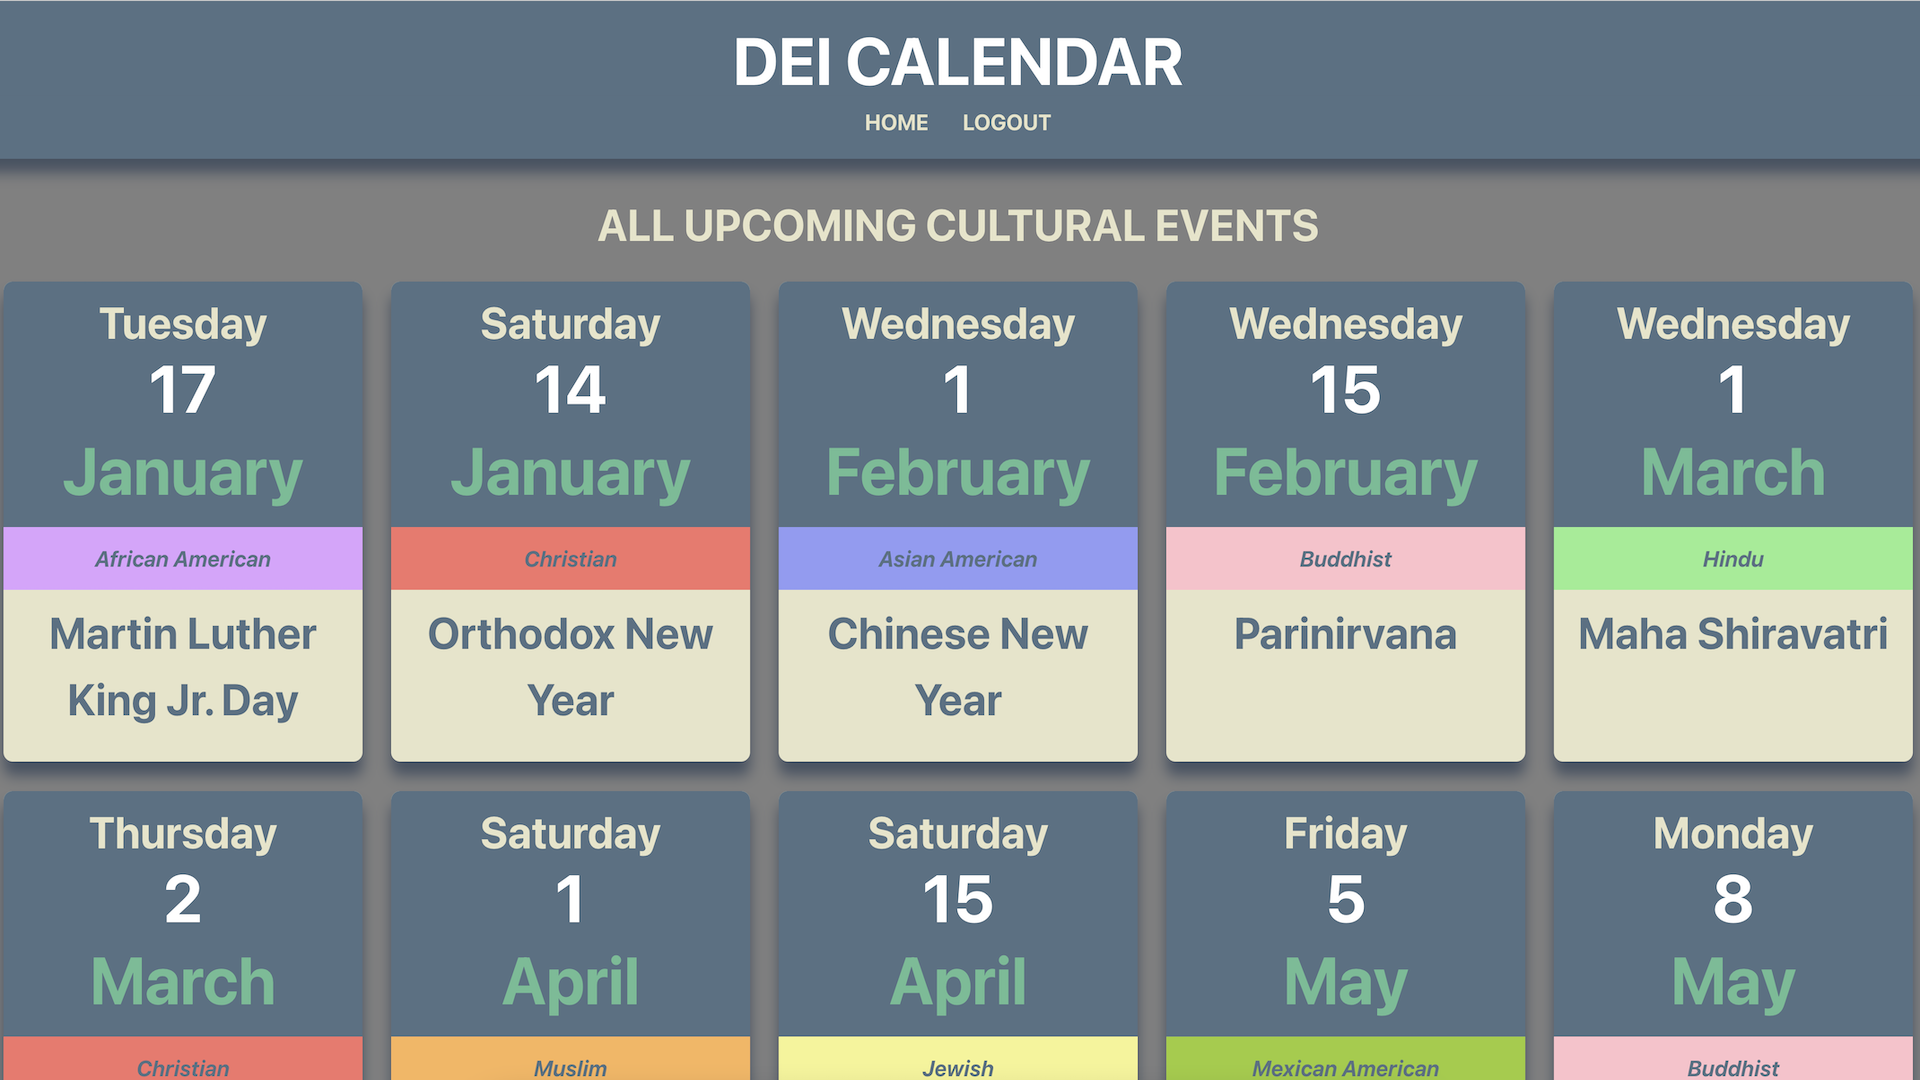 DEI CALENDAR
HOME LOGOUT
ALL UPCOMING CULTURAL EVENTS
Tuesday
17
January
African American
Martin Luther
King Jr. Day
Saturday
14
January
Christian
Orthodox New
Year
Wednesday
1
February
Asian American
Chinese New
Year
Wednesday
15
February
Buddhist
Parinirvana
Wednesday
1
March
Hindu
Maha Shiravatri
Thursday
2
March
Christian
Saturday
1
April
Muslim
Saturday
15
April
Jewish
Friday
5
May
Mexican American
Monday
8
May
Buddhist